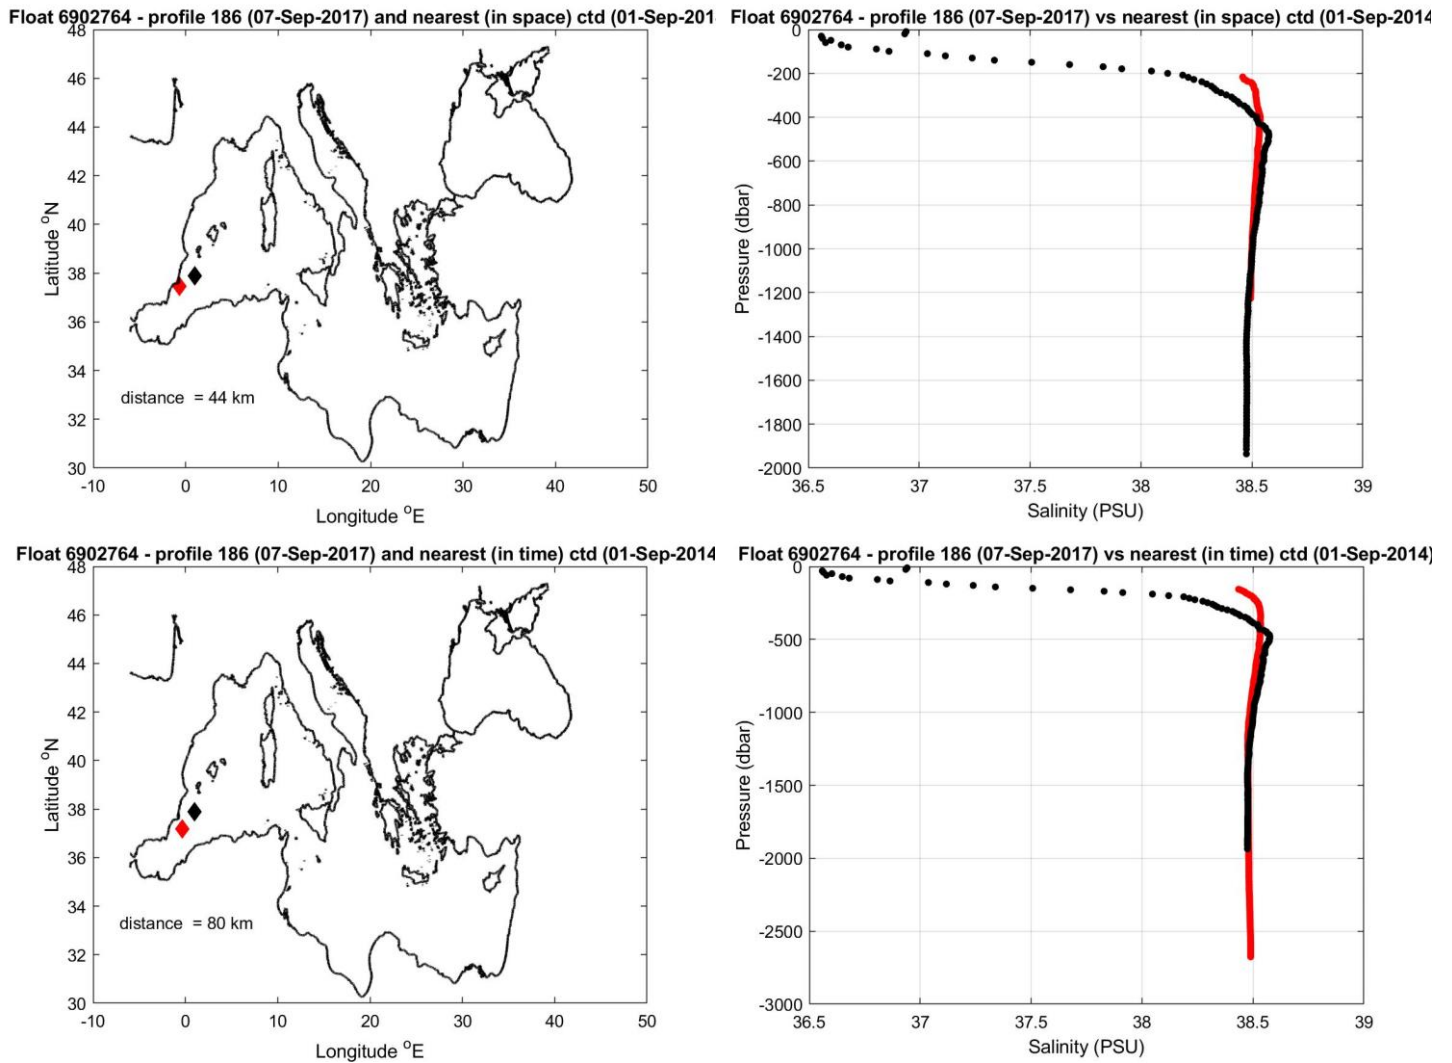 Float 6902764 - profile 186 (07-Sep-2017) and nearest (in space) ctd (01-Sep-201
48
46
44
42
40
38
36
34
32
30
Latitude °N
distance = 44 km
-10 0 10 20 30 40 50
Longitude °E
Float 6902764 - profile 186 (07-Sep-2017) vs nearest (in space) ctd (01-Sep-2014
0
-200
-400
-600
-800
-1000
-1200
-1400
-1600
-1800
-2000
Pressure (dbar)
36.5 37 37.5 38 38.5 39
Salinity (PSU)
Float 6902764 - profile 186 (07-Sep-2017) and nearest (in time) ctd (01-Sep-2014
48
46
44
42
40
38
36
34
32
30
Latitude °N
distance = 80 km
-10 0 10 20 30 40 50
Longitude °E
Float 6902764 - profile 186 (07-Sep-2017) vs nearest (in time) ctd (01-Sep-2014)
0
-500
-1000
-1500
-2000
-2500
-3000
Pressure (dbar)
36.5 37 37.5 38 38.5 39
Salinity (PSU)